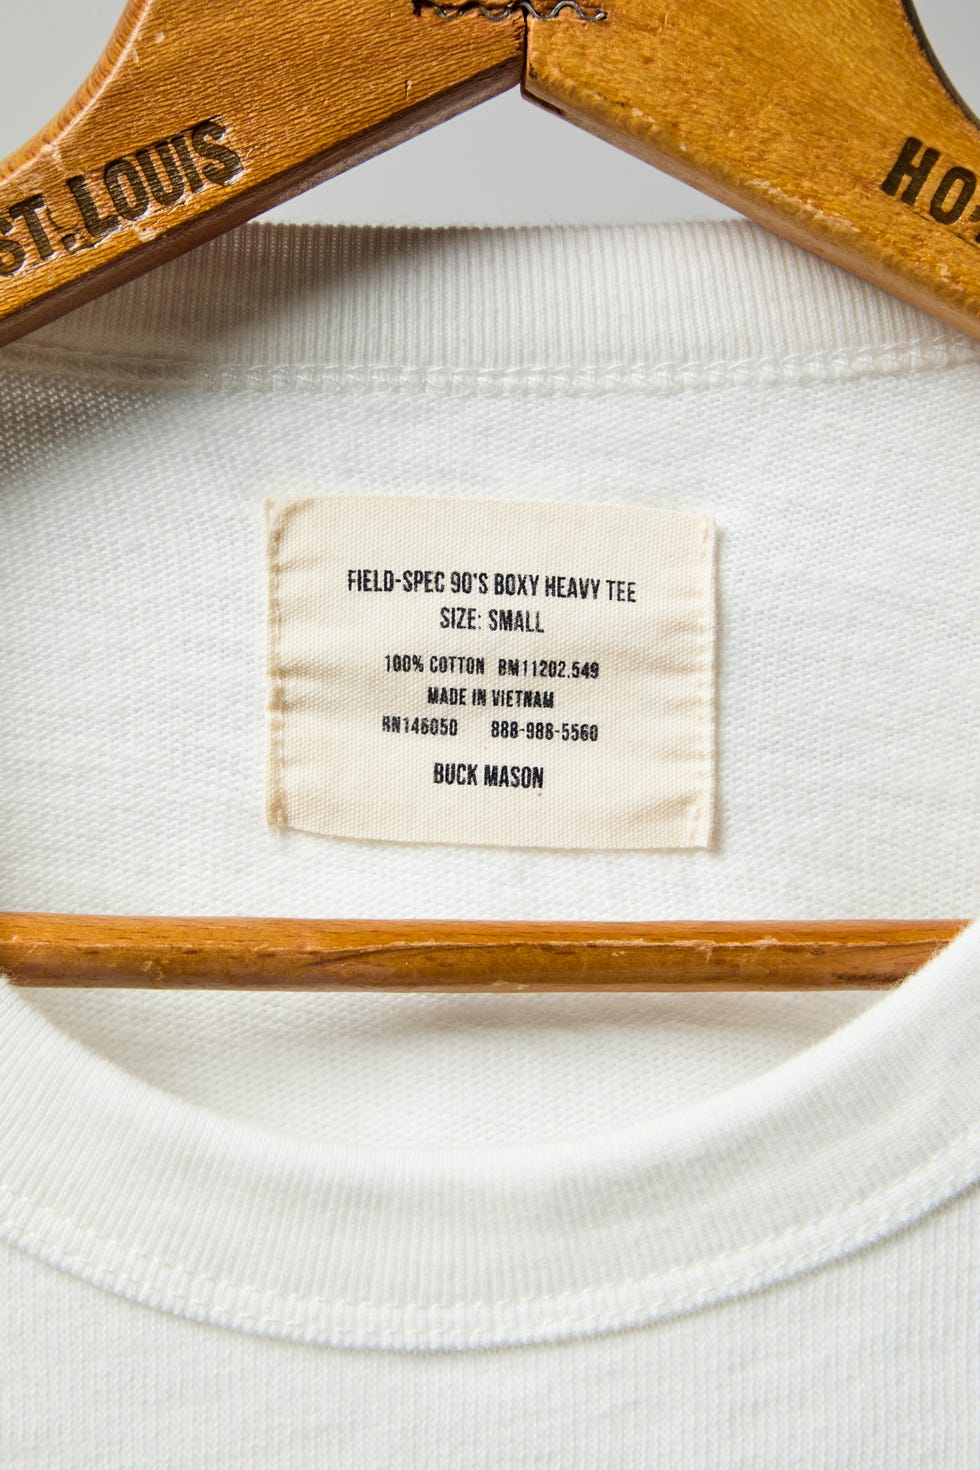 ST. LOUIS
HO
FIELD-SPEC 90'S BOXY HEAVY TEE
SIZE: SMALL
100% COTTON BM11202.549
MADE IN VIETNAM
RN146050 888-988-5560
BUCK MASON